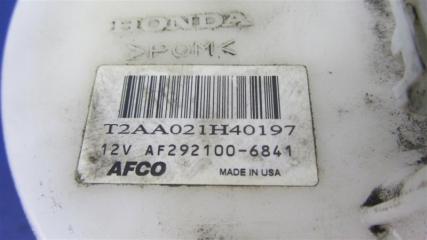 HONDA
>POM<
T2AA021H40197
12V AF292100-6841
AFCO MADE IN USA